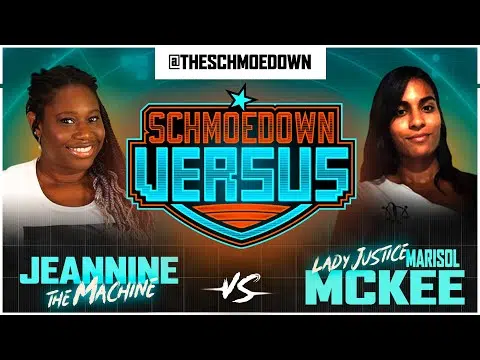 @THESCHMOEDOWN
SCHMOEDOWN
VERSUS
JEANNINE
THE MACHINE
VS
LADY JUSTICE MARISOL
MCKEE